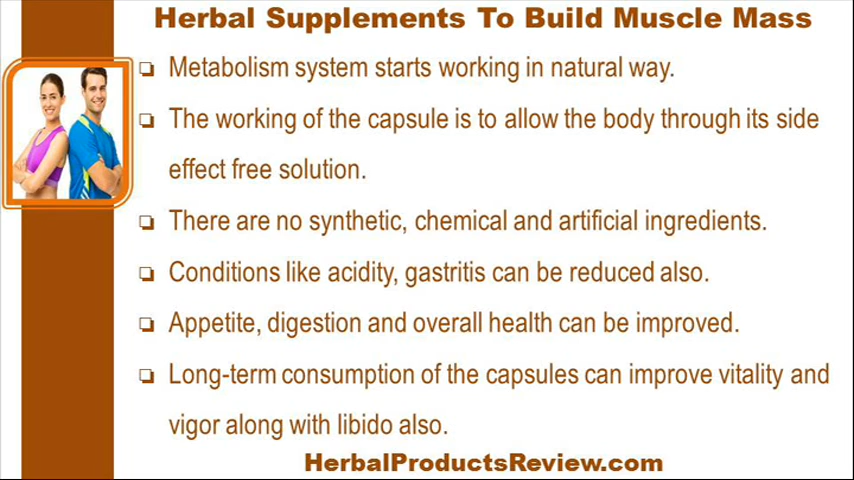 Herbal Supplements To Build Muscle Mass
Metabolism system starts working in natural way.
The working of the capsule is to allow the body through its side
effect free solution.
There are no synthetic, chemical and artificial ingredients.
Conditions like acidity, gastritis can be reduced also.
Appetite, digestion and overall health can be improved.
Long-term consumption of the capsules can improve vitality and
vigor along with libido also.
HerbalProductsReview.com